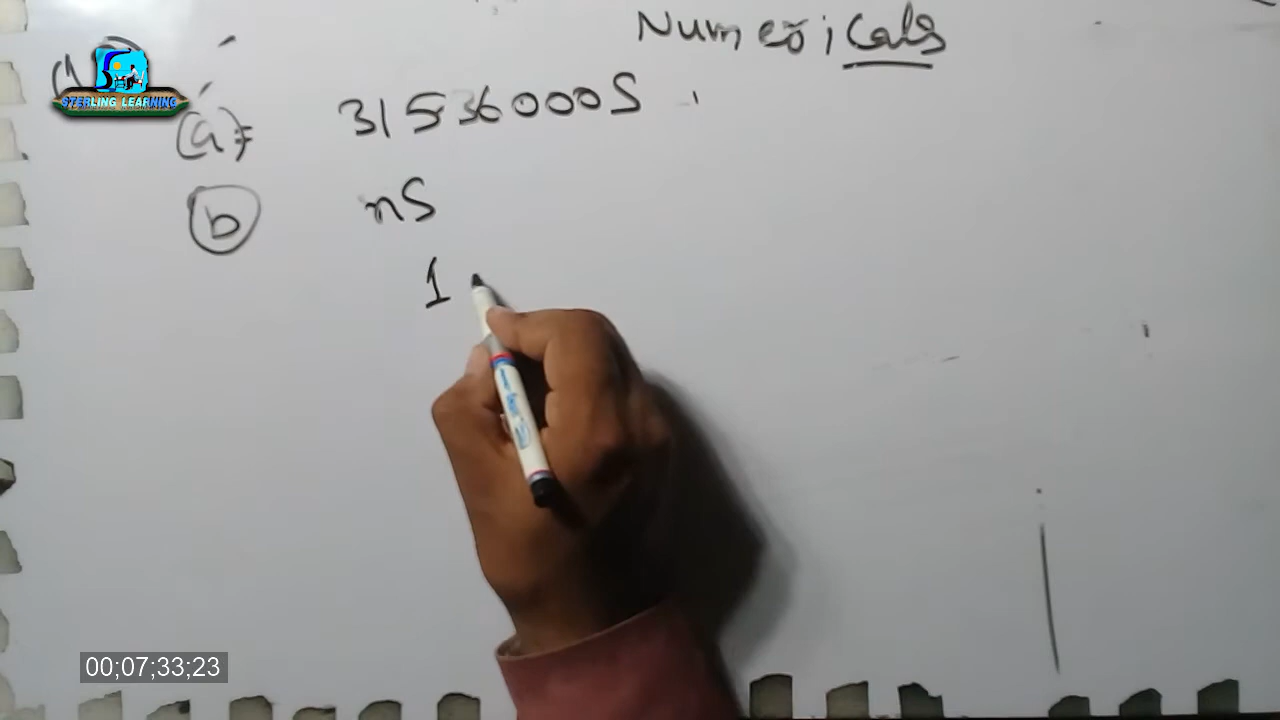 Numericals
STERLING LEARNING
(a)= 31536000S
(b) nS
1
00;07;33;23